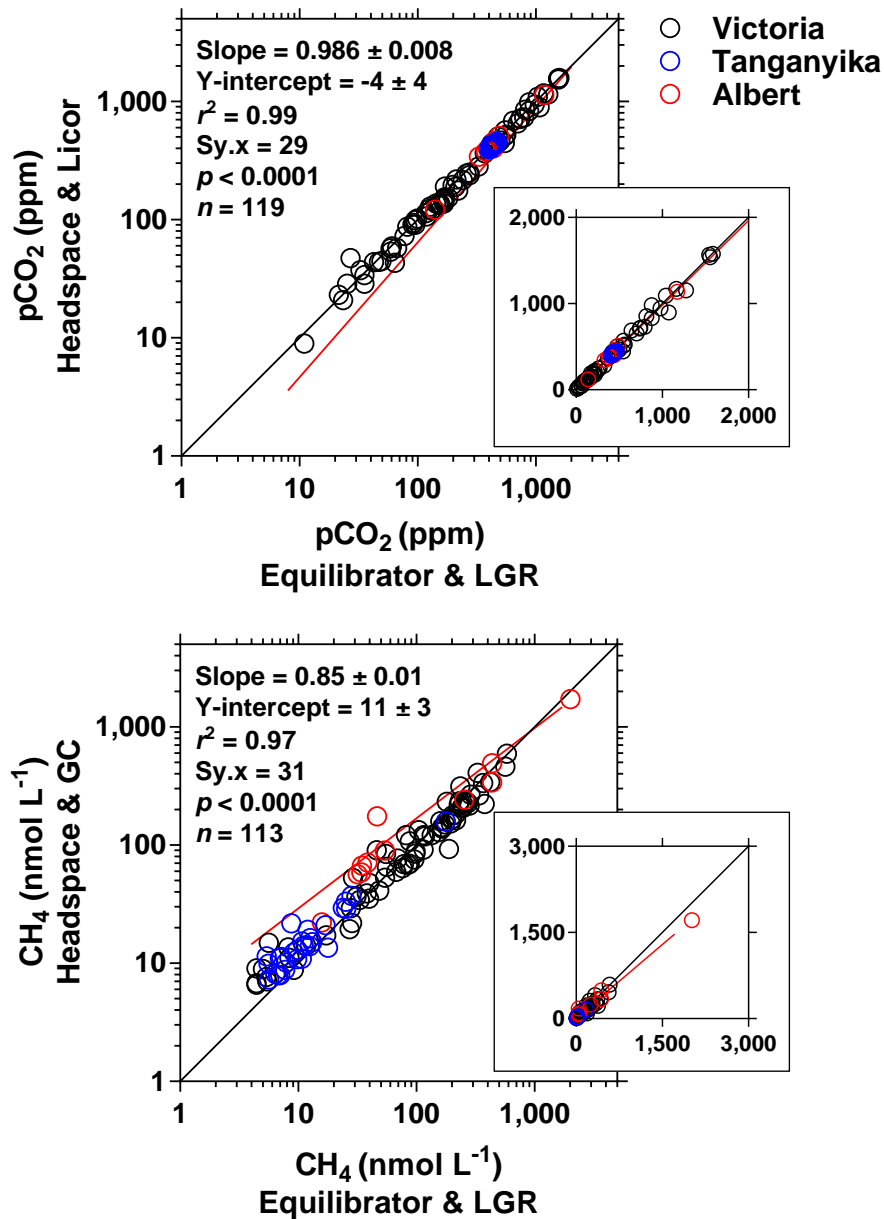 Victoria
Tanganyika
Albert
Slope = 0.986 ± 0.008
Y-intercept = -4 ± 4
r² = 0.99
Sy.x = 29
p < 0.0001
n = 119
1,000
100
10
1
1
10
100
1,000
pCO₂ (ppm)
Headspace & Licor
pCO₂ (ppm)
Equilibrator & LGR
2,000
1,000
0
0
1,000
2,000
Slope = 0.85 ± 0.01
Y-intercept = 11 ± 3
r² = 0.97
Sy.x = 31
p < 0.0001
n = 113
1,000
100
10
1
1
10
100
1,000
CH₄ (nmol L⁻¹)
Headspace & GC
CH₄ (nmol L⁻¹)
Equilibrator & LGR
3,000
1,500
0
0
1,500
3,000